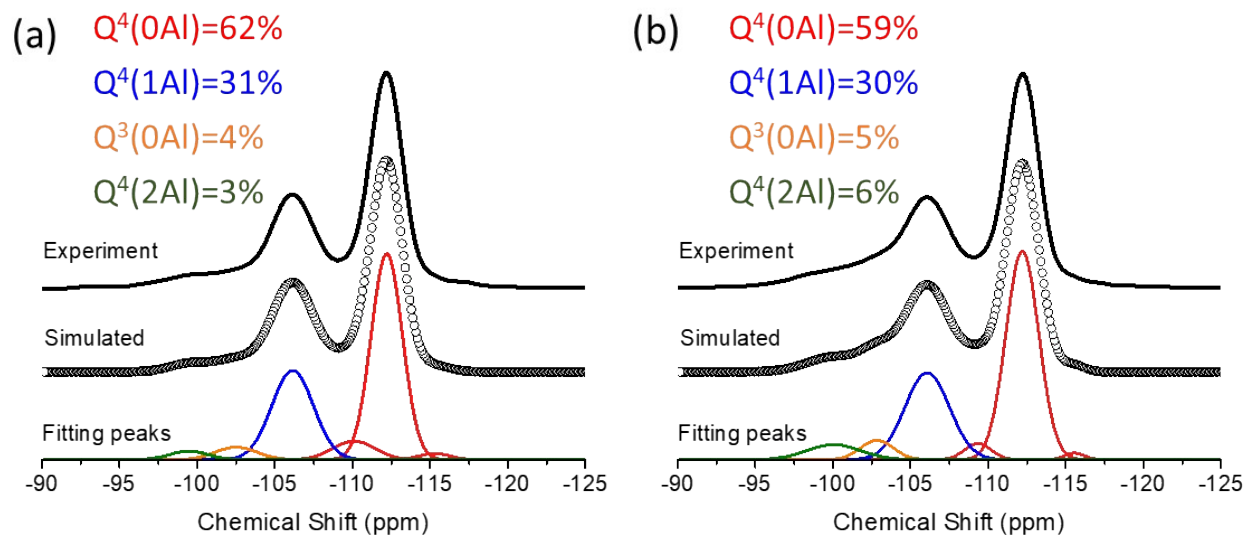 (a)
Q⁴(0Al)=62%
Q⁴(1Al)=31%
Q³(0Al)=4%
Q⁴(2Al)=3%
Experiment
Simulated
Fitting peaks
-90 -95 -100 -105 -110 -115 -120 -125
Chemical Shift (ppm)
(b)
Q⁴(0Al)=59%
Q⁴(1Al)=30%
Q³(0Al)=5%
Q⁴(2Al)=6%
Experiment
Simulated
Fitting peaks
-90 -95 -100 -105 -110 -115 -120 -125
Chemical Shift (ppm)